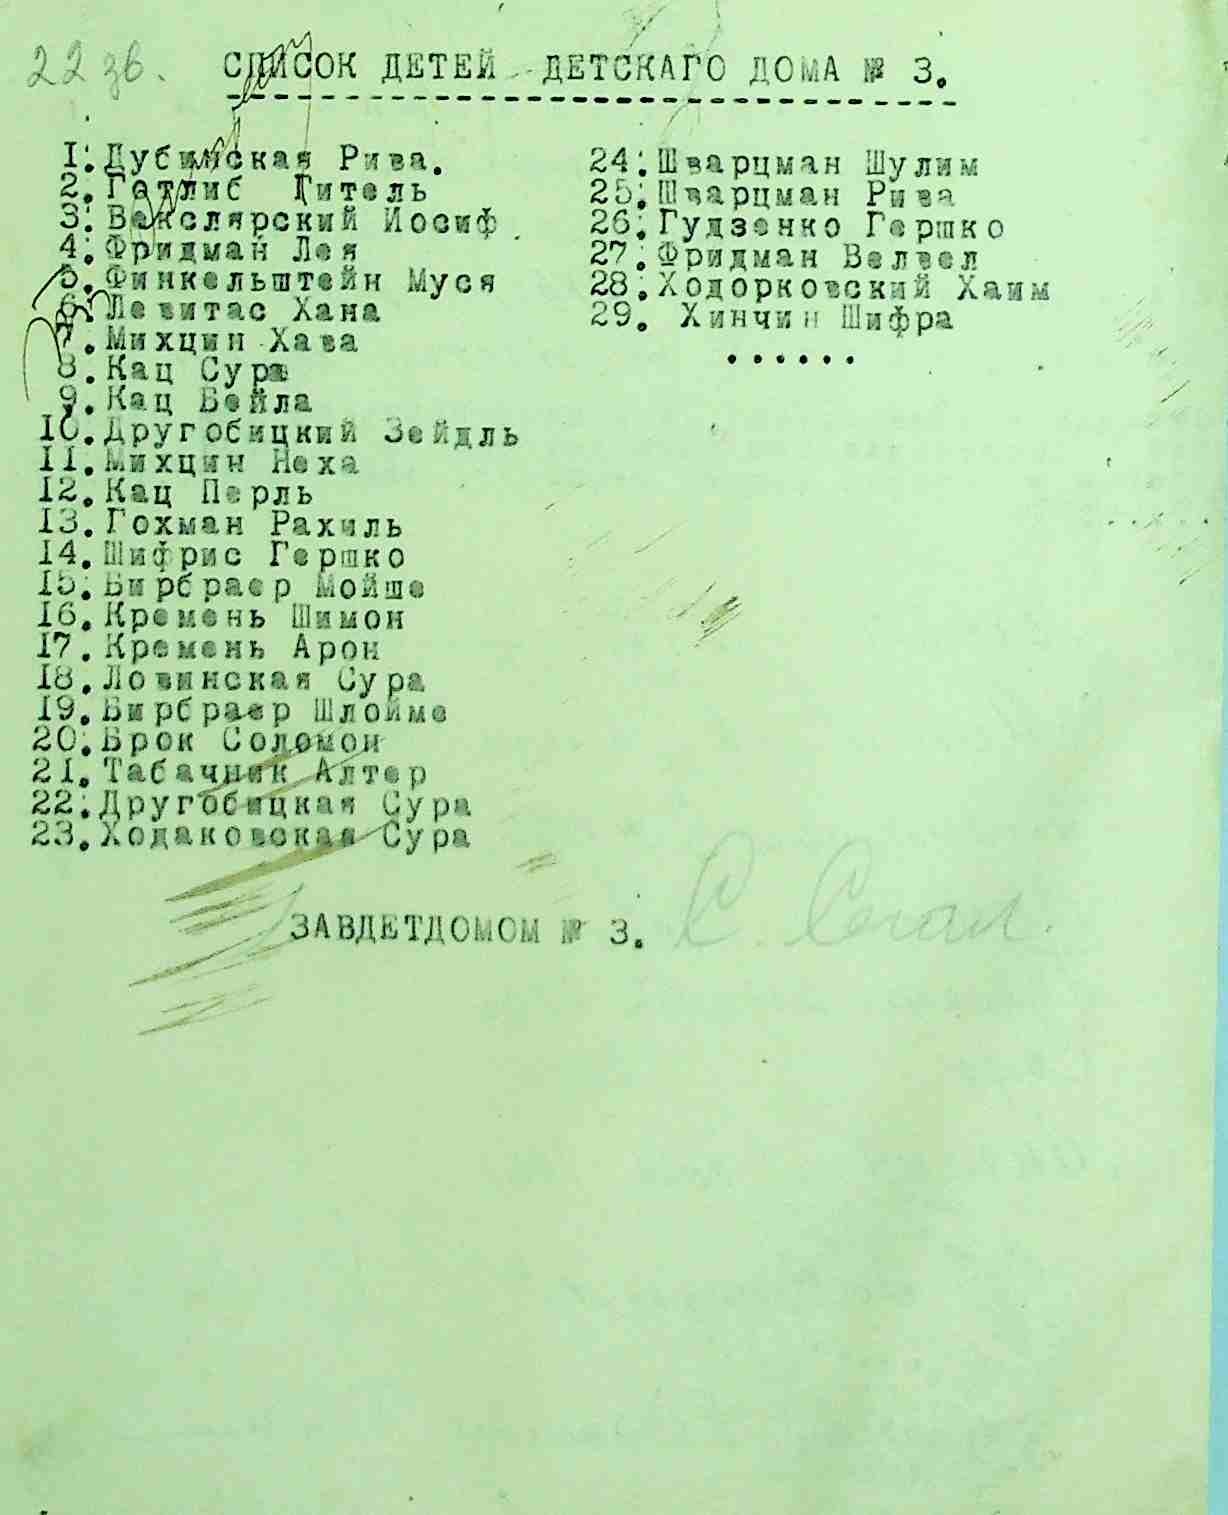 22 зв.
СПИСОК ДЕТЕЙ ДЕТСКАГО ДОМА № 3.
1. Дубинская Рива.
2. Готлиб Гитель
3. Векслярский Иосиф
4. Фридман Лея
5. Финкельштейн Муся
6. Левитас Хана
7. Михцин Хава
8. Кац Сура
9. Кац Бейла
10. Другобицкий Зейдль
11. Михцин Неха
12. Кац Перль
13. Гохман Рахиль
14. Шифрис Гершко
15. Бирбраер Мойше
16. Кремень Шимон
17. Кремень Арон
18. Ловинская Сура
19. Бирбраер Шлойме
20. Брок Соломон
21. Табачник Алтер
22. Другобицкая Сура
23. Ходаковская Сура
24. Шварцман Шулим
25. Шварцман Рива
26. Гудзенко Гершко
27. Фридман Велвел
28. Ходорковский Хаим
29. Хинчин Шифра
......
ЗАВДЕТДОМОМ № 3. С. Сегал.